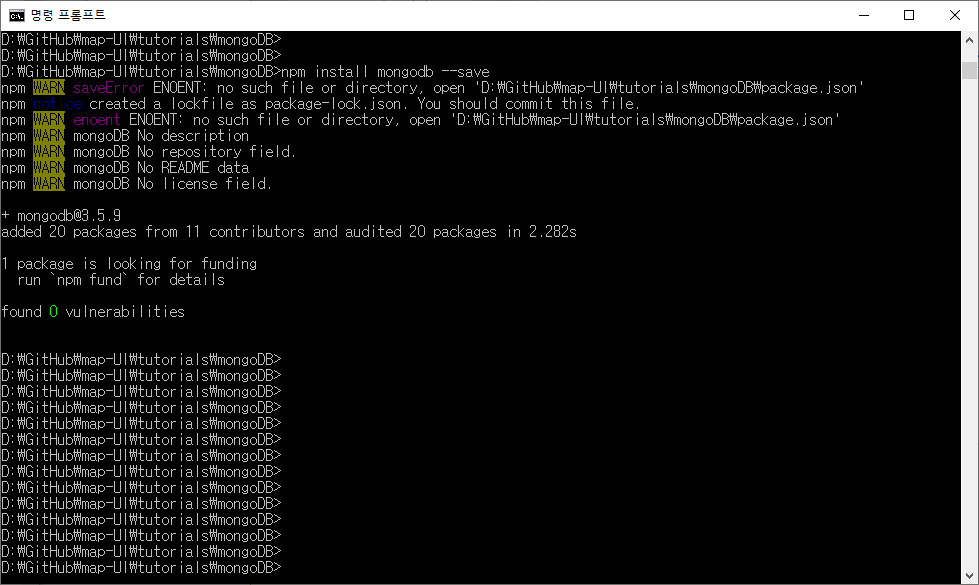 명령 프롬프트
D:₩GitHub₩map-UI₩tutorials₩mongoDB>
D:₩GitHub₩map-UI₩tutorials₩mongoDB>
D:₩GitHub₩map-UI₩tutorials₩mongoDB>npm install mongodb --save
npm WARN saveError ENOENT: no such file or directory, open 'D:₩GitHub₩map-UI₩tutorials₩mongoDB₩package.json'
npm notice created a lockfile as package-lock.json. You should commit this file.
npm WARN enoent ENOENT: no such file or directory, open 'D:₩GitHub₩map-UI₩tutorials₩mongoDB₩package.json'
npm WARN mongoDB No description
npm WARN mongoDB No repository field.
npm WARN mongoDB No README data
npm WARN mongoDB No license field.
+ mongodb@3.5.9
added 20 packages from 11 contributors and audited 20 packages in 2.282s
1 package is looking for funding
run `npm fund` for details
found 0 vulnerabilities
D:₩GitHub₩map-UI₩tutorials₩mongoDB>
D:₩GitHub₩map-UI₩tutorials₩mongoDB>
D:₩GitHub₩map-UI₩tutorials₩mongoDB>
D:₩GitHub₩map-UI₩tutorials₩mongoDB>
D:₩GitHub₩map-UI₩tutorials₩mongoDB>
D:₩GitHub₩map-UI₩tutorials₩mongoDB>
D:₩GitHub₩map-UI₩tutorials₩mongoDB>
D:₩GitHub₩map-UI₩tutorials₩mongoDB>
D:₩GitHub₩map-UI₩tutorials₩mongoDB>
D:₩GitHub₩map-UI₩tutorials₩mongoDB>
D:₩GitHub₩map-UI₩tutorials₩mongoDB>
D:₩GitHub₩map-UI₩tutorials₩mongoDB>
D:₩GitHub₩map-UI₩tutorials₩mongoDB>
D:₩GitHub₩map-UI₩tutorials₩mongoDB>